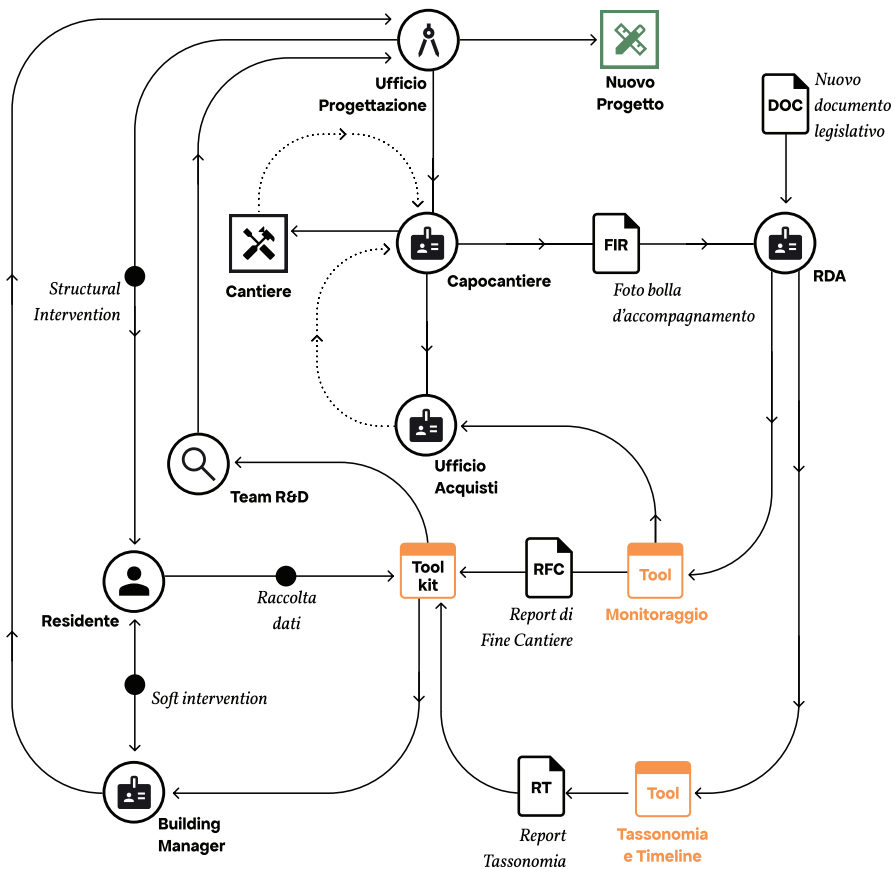 Ufficio
Progettazione
Nuovo
Progetto
DOC
Nuovo
documento
legislativo
Cantiere
Capocantiere
FIR
Foto bolla
d'accompagnamento
RDA
Structural
Intervention
Ufficio
Acquisti
Team R&D
Tool
kit
RFC
Report di
Fine Cantiere
Tool
Monitoraggio
Residente
Raccolta
dati
Soft intervention
Building
Manager
RT
Report
Tassonomia
Tool
Tassonomia
e Timeline